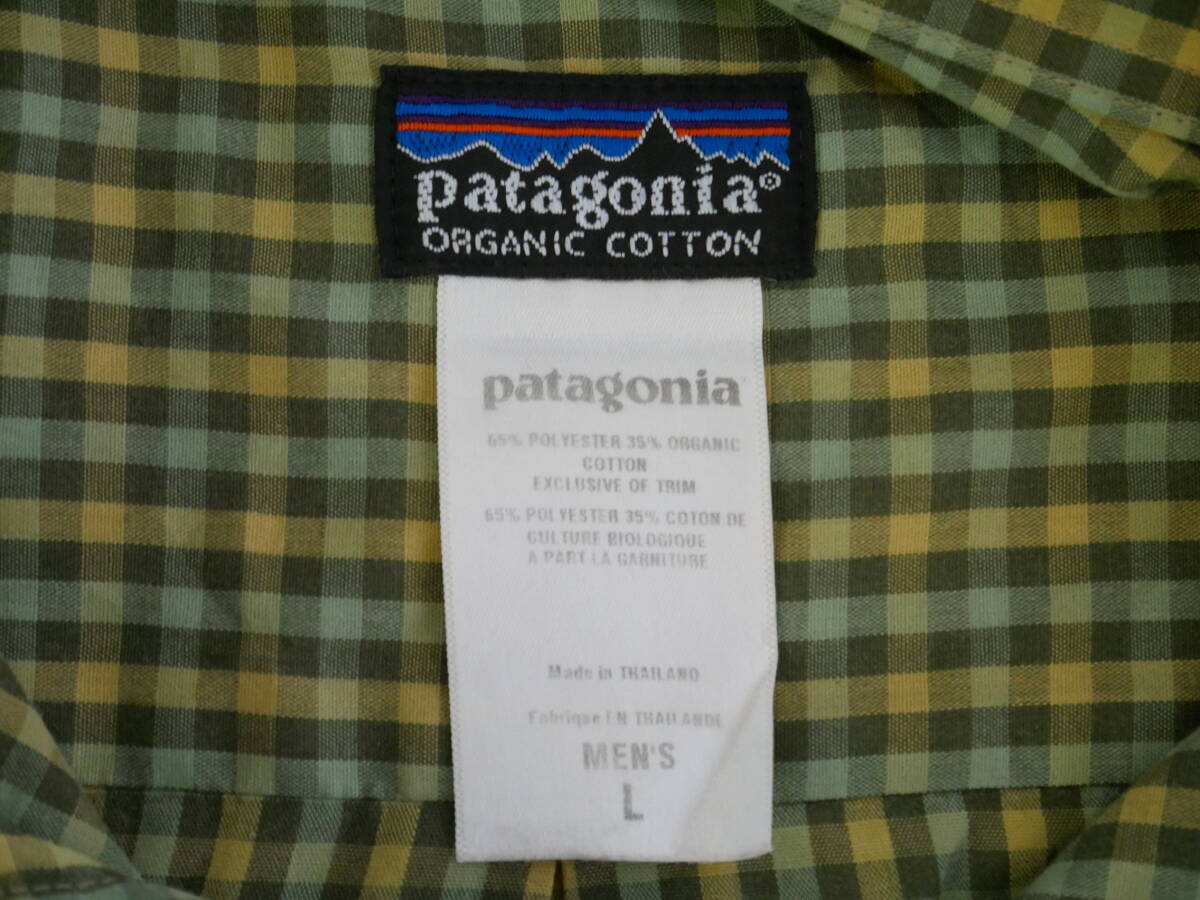 patagonia©
ORGANIC COTTON
patagonia
65% POLYESTER 35% ORGANIC
COTTON
EXCLUSIVE OF TRIM
65% POLYESTER 35% COTON DE
CULTURE BIOLOGIQUE
A PART LA GARNITURE
Made in THAILAND
Fabrique EN THAILANDE
MEN'S
L